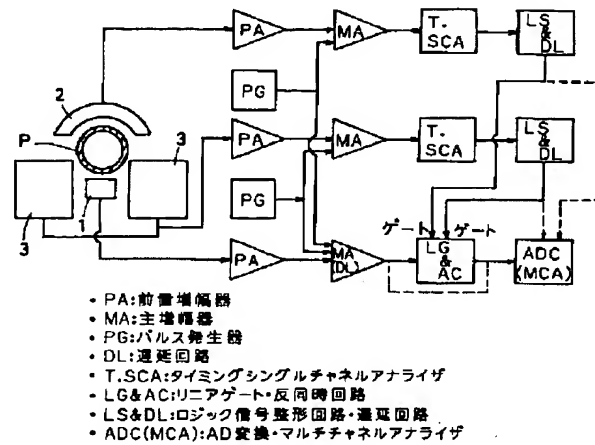 PA MA T. SCA LS & DL
2
PG
P
3 PA MA T. SCA LS & DL
1
PG
3
ゲート ゲート
PA MA (DL) LG & AC ADC (MCA)
・PA:前置増幅器
・MA:主増幅器
・PG:パルス発生器
・DL:遅延回路
・T.SCA:タイミングシングルチャネルアナライザ
・LG&AC:リニアゲート・反同時回路
・LS&DL:ロジック信号整形回路・遅延回路
・ADC(MCA):AD変換・マルチチャネルアナライザ